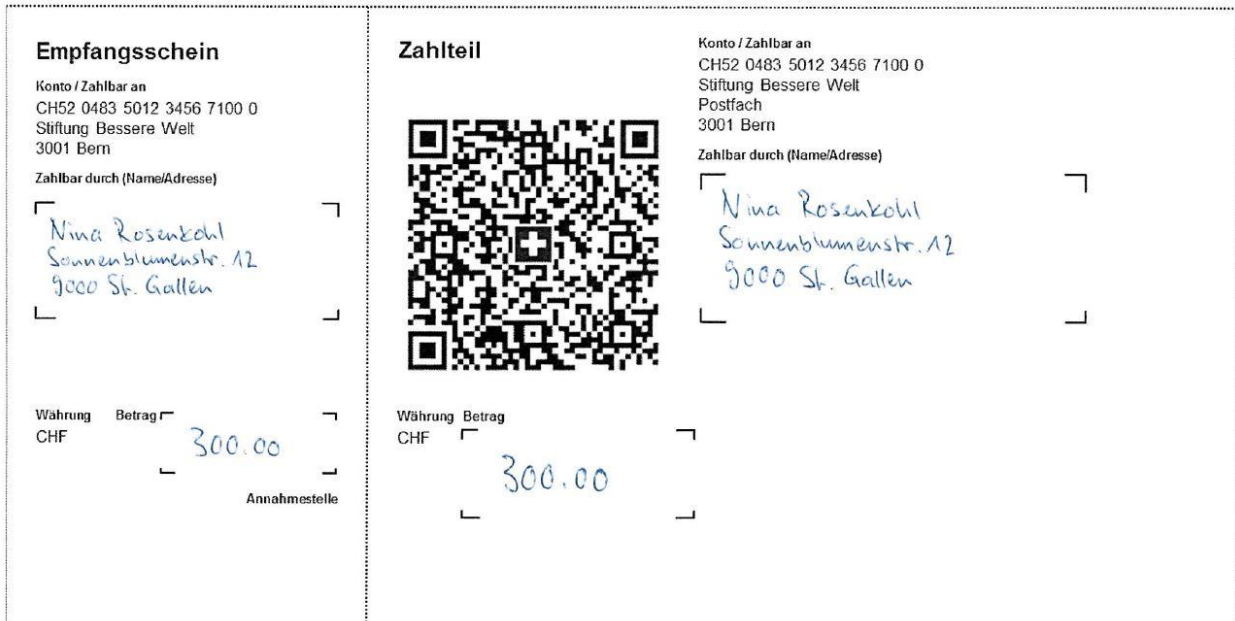 Empfangsschein
Konto / Zahlbar an
CH52 0483 5012 3456 7100 0
Stiftung Bessere Welt
3001 Bern
Zahlbar durch (Name/Adresse)
Nina Rosenkohl
Sonnenblumenstr. 12
9000 St. Gallen
Währung Betrag
CHF 300.00
Annahmestelle
Zahlteil
Währung Betrag
CHF 300.00
Konto / Zahlbar an
CH52 0483 5012 3456 7100 0
Stiftung Bessere Welt
Postfach
3001 Bern
Zahlbar durch (Name/Adresse)
Nina Rosenkohl
Sonnenblumenstr. 12
9000 St. Gallen